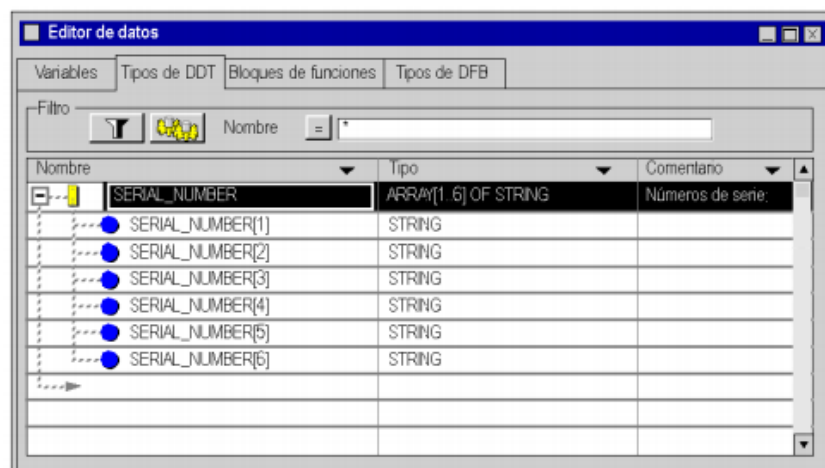 Editor de datos
Variables Tipos de DDT Bloques de funciones Tipos de DFB
Filtro
Nombre = *
Nombre Tipo Comentario
SERIAL_NUMBER ARRAY[1..6] OF STRING Números de serie:
SERIAL_NUMBER[1] STRING
SERIAL_NUMBER[2] STRING
SERIAL_NUMBER[3] STRING
SERIAL_NUMBER[4] STRING
SERIAL_NUMBER[5] STRING
SERIAL_NUMBER[6] STRING